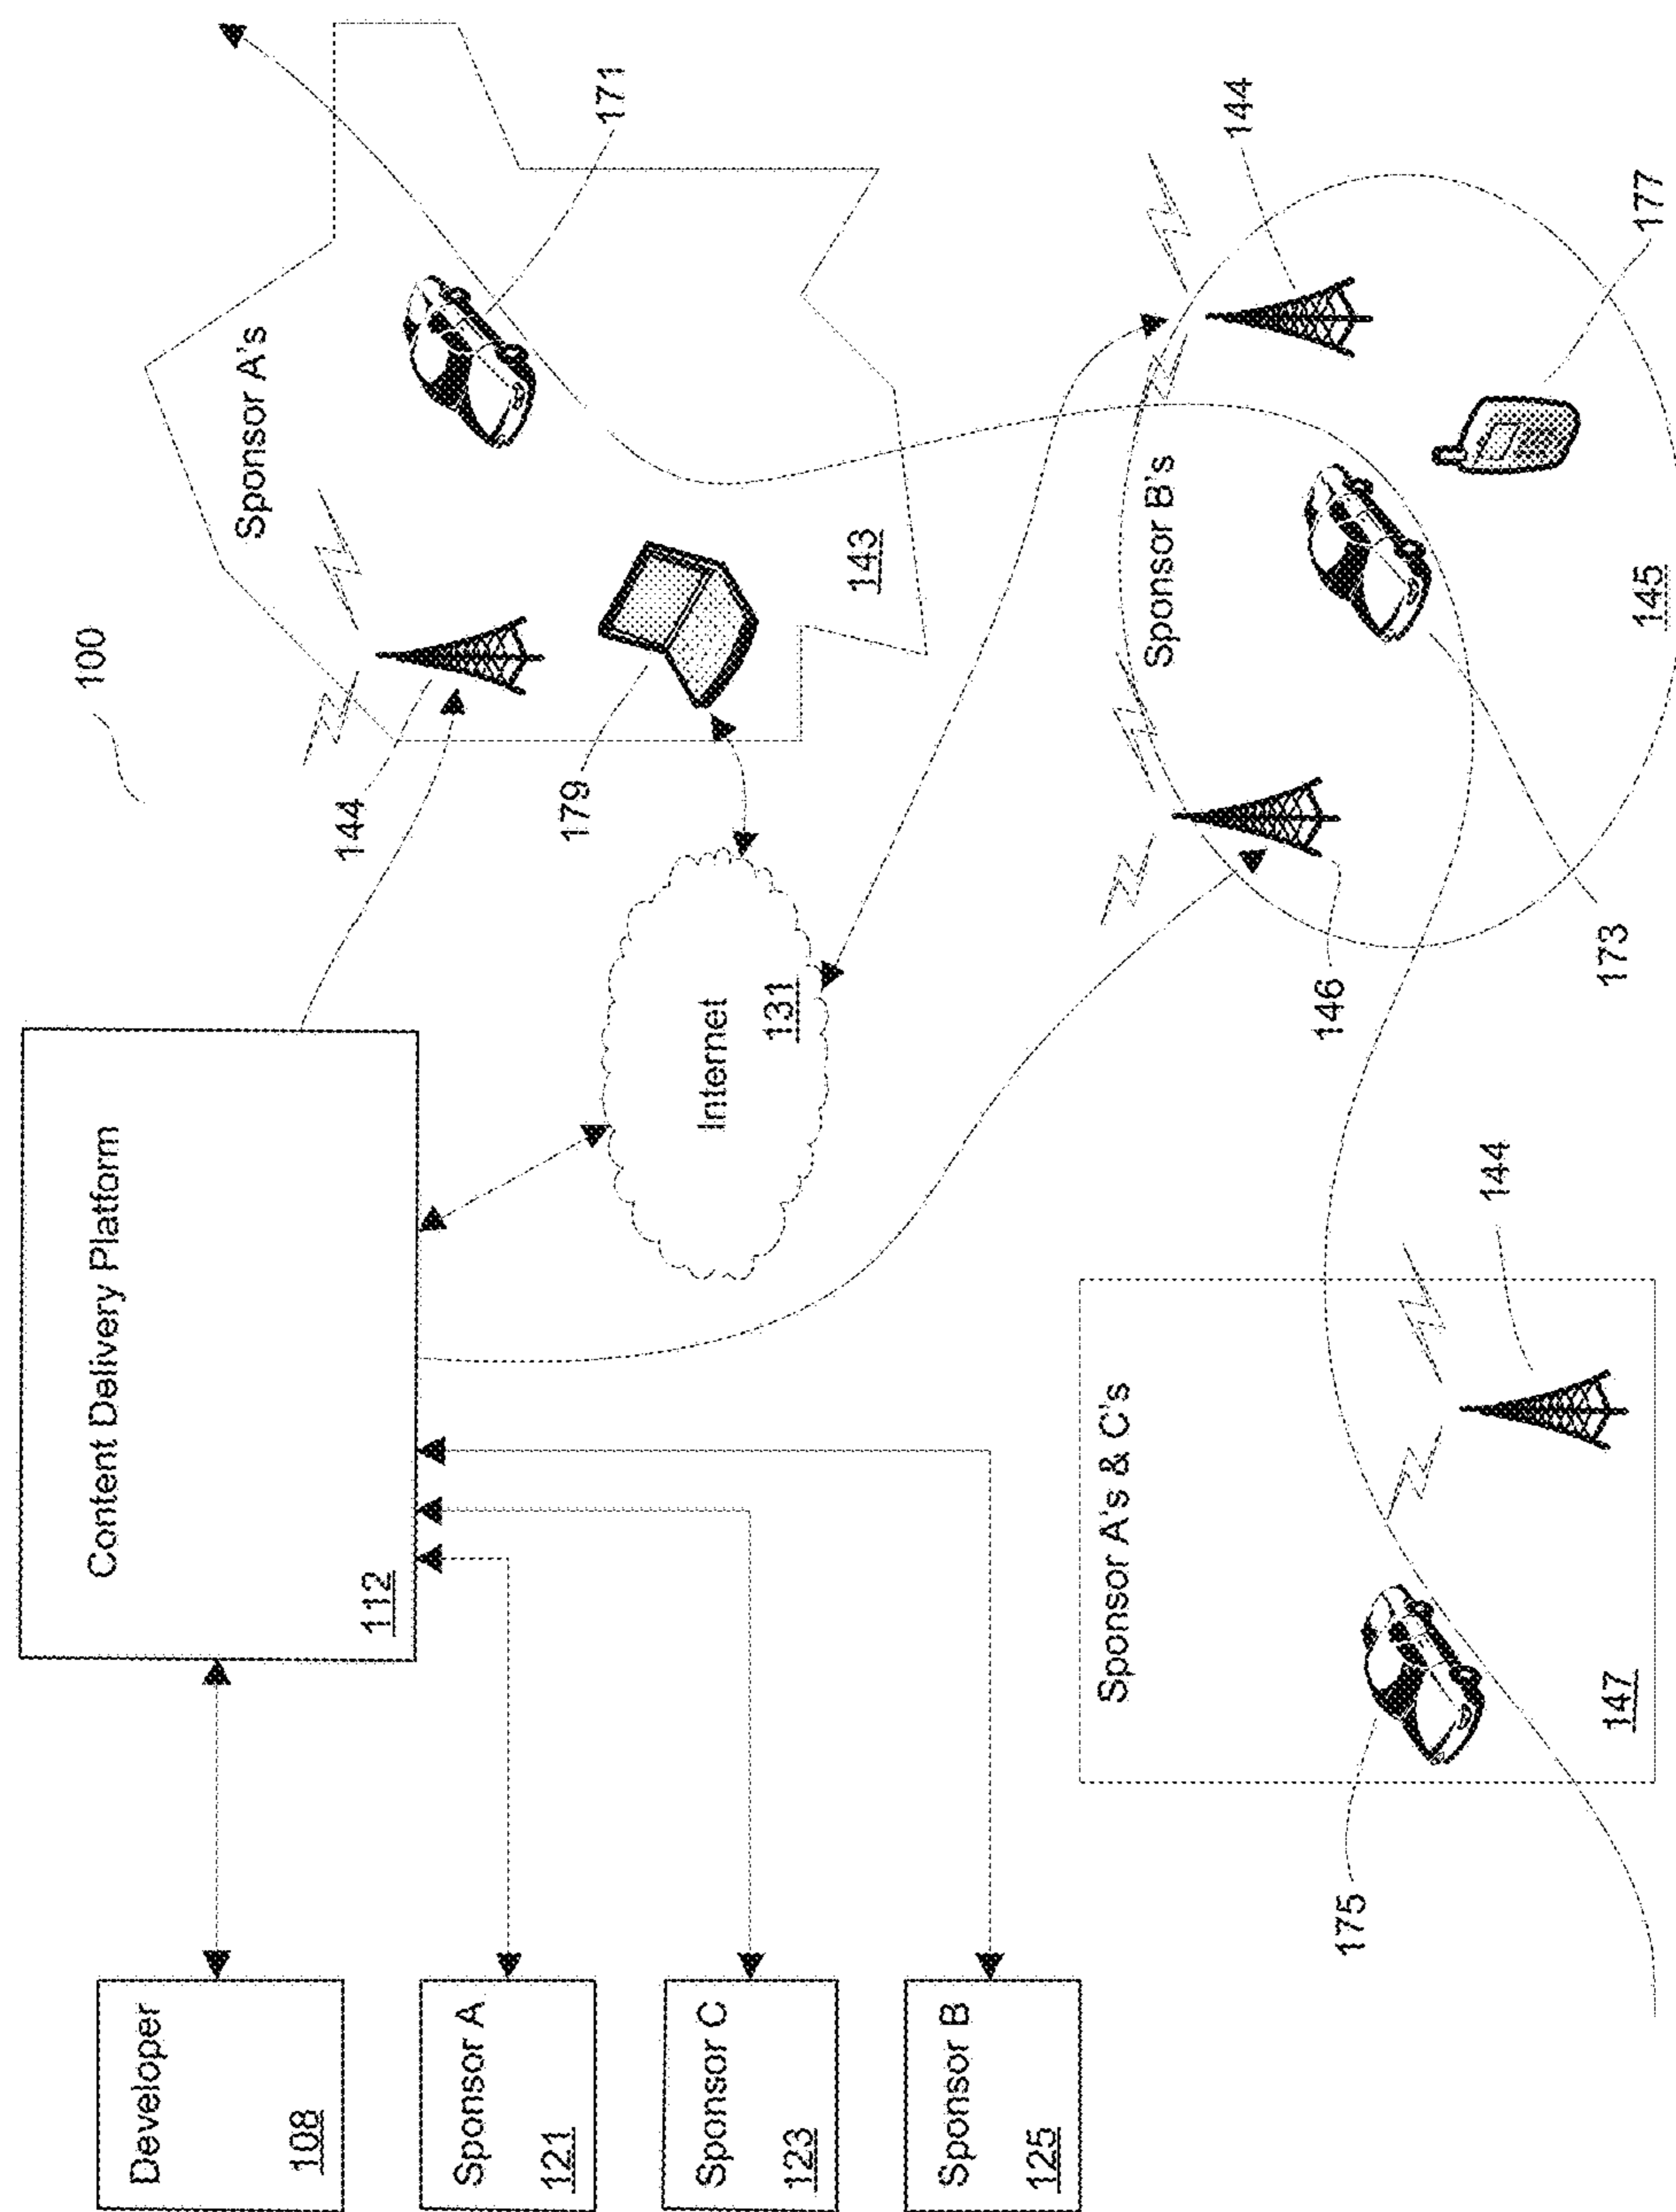 100
Developer
108
Sponsor A
121
Sponsor C
123
Sponsor B
125
Content Delivery Platform
112
Internet
131
144
179
Sponsor A's
171
143
Sponsor A's & C's
147
175
144
Sponsor B's
146
144
173
177
145